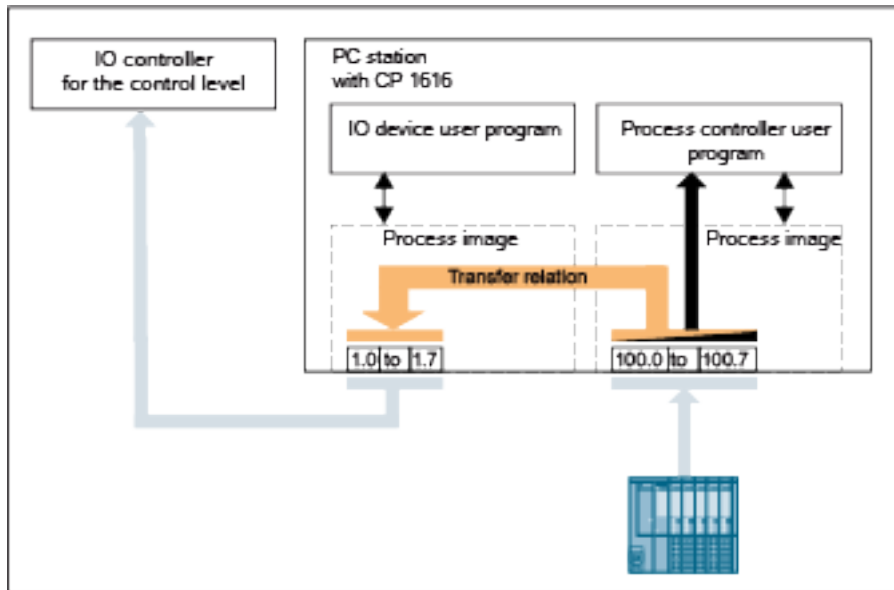 IO controller
for the control level
PC station
with CP 1616
IO device user program
Process controller user
program
Process image
Process image
Transfer relation
1.0 to 1.7
100.0 to 100.7